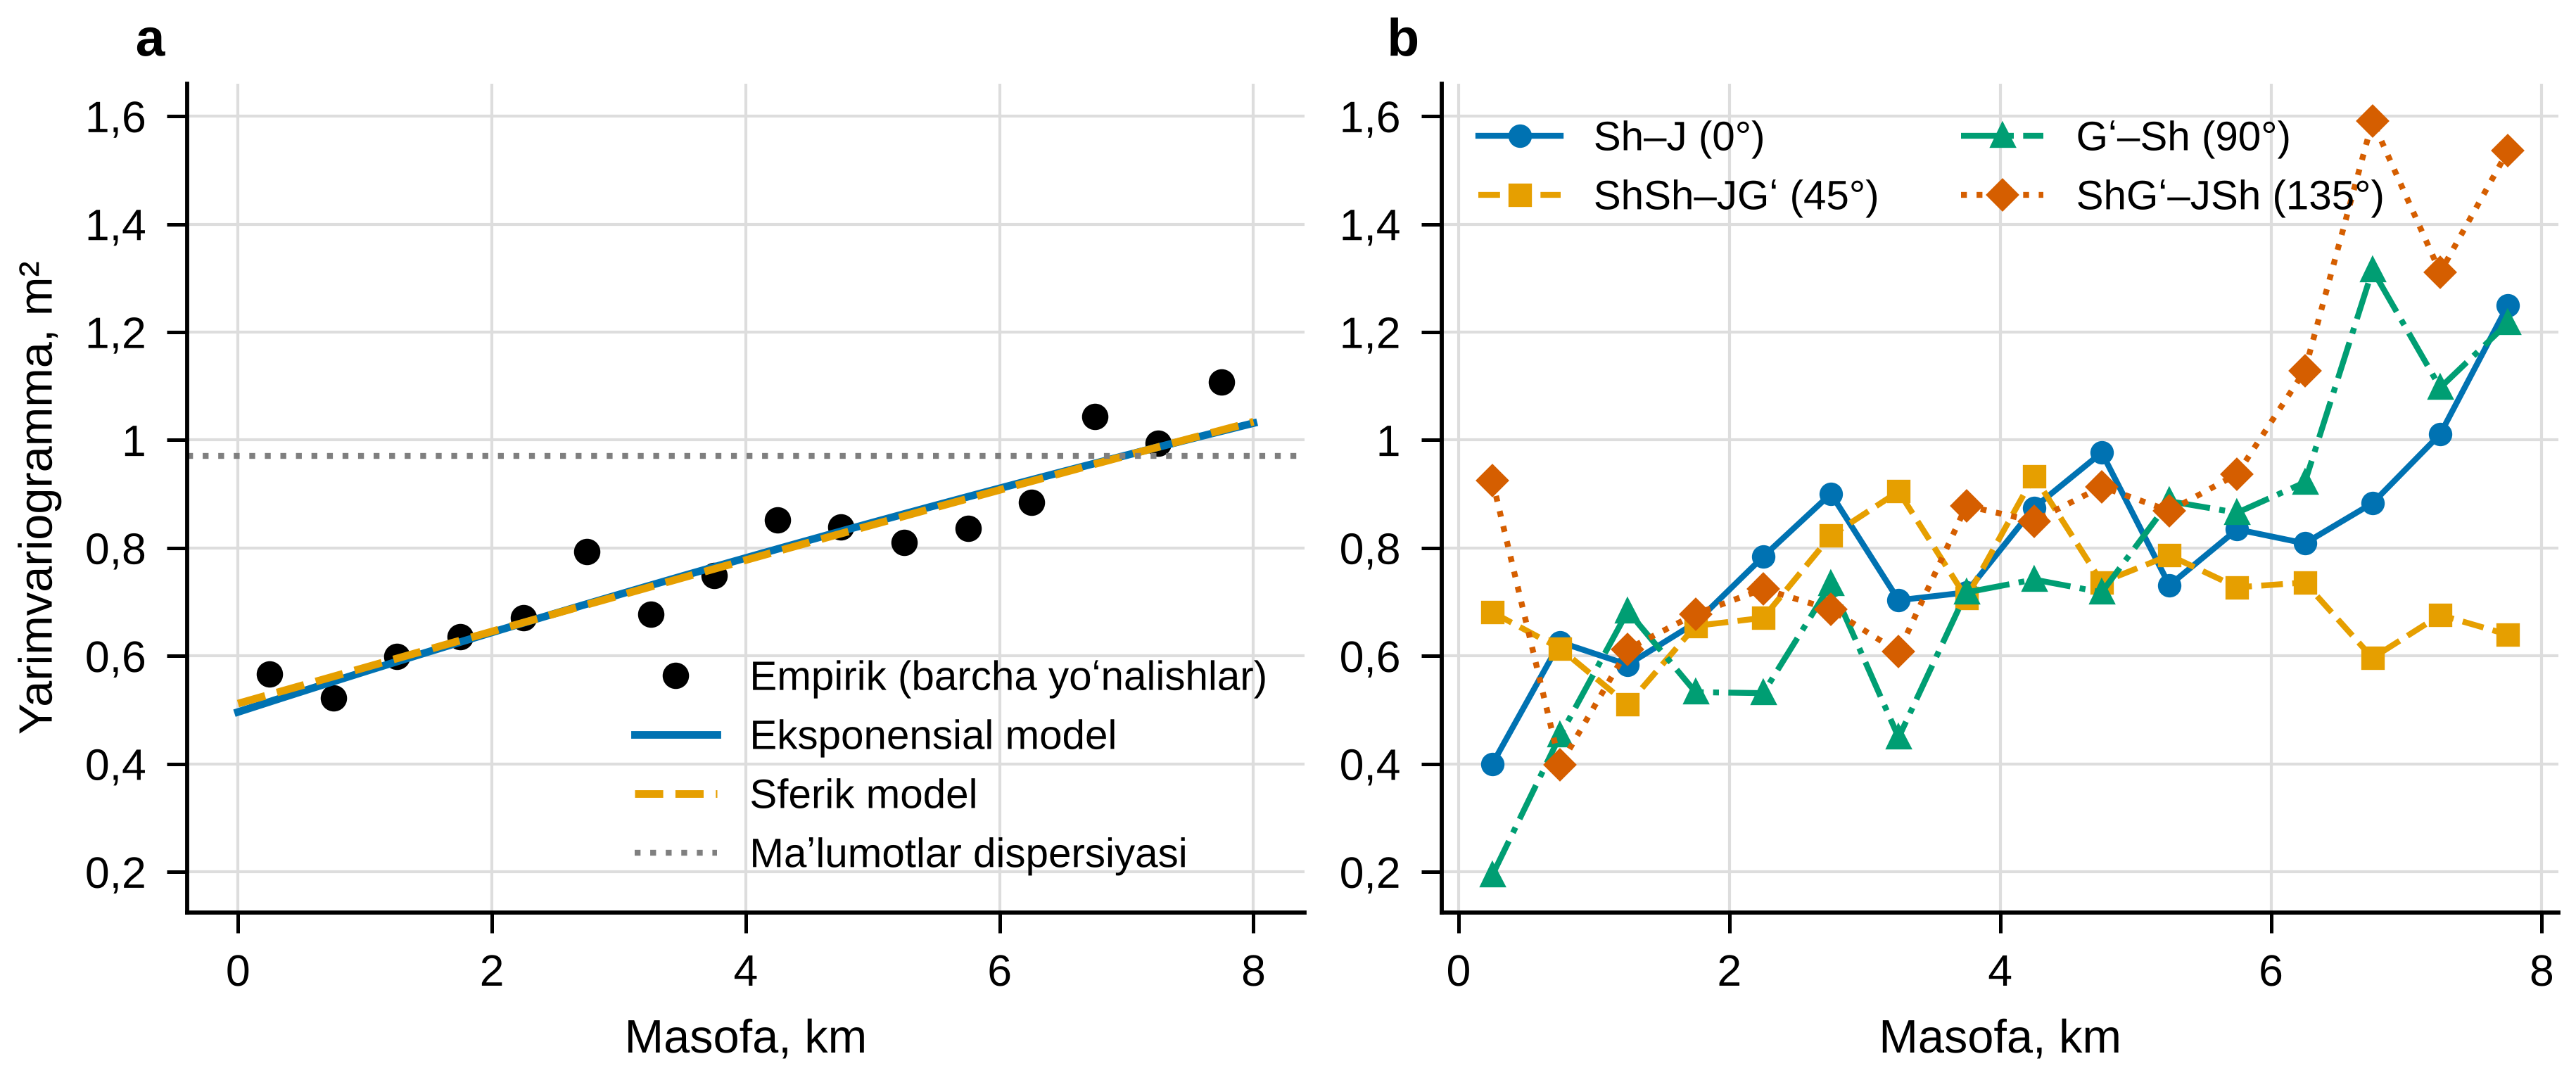 a
Yarimvariogramma, m²
1,6
1,4
1,2
1
0,8
0,6
0,4
0,2
Empirik (barcha yo‘nalishlar)
Eksponensial model
Sferik model
Ma’lumotlar dispersiyasi
0 2 4 6 8
Masofa, km
b
1,6
1,4
1,2
1
0,8
0,6
0,4
0,2
Sh–J (0°) G‘–Sh (90°)
ShSh–JG‘ (45°) ShG‘–JSh (135°)
0 2 4 6 8
Masofa, km